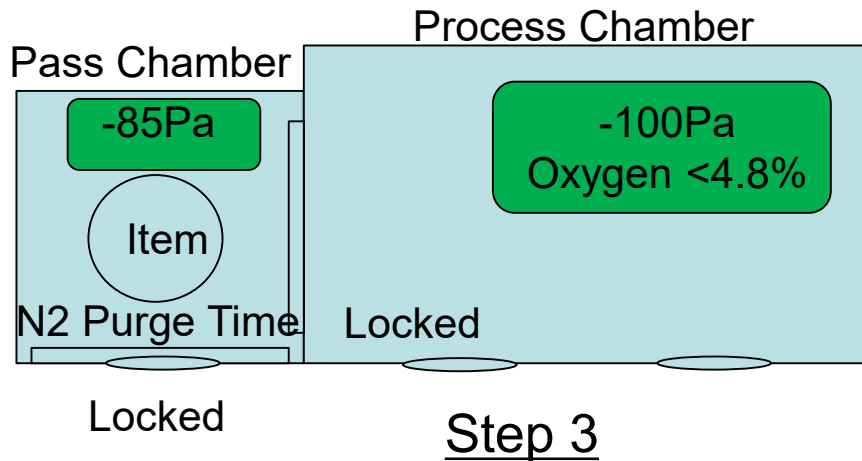 Process Chamber
Pass Chamber
-85Pa
-100Pa
Oxygen <4.8%
Item
N2 Purge Time
Locked
Locked
Step 3